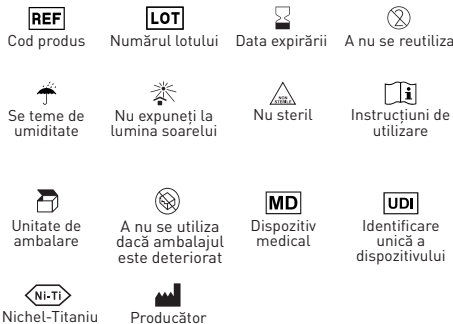 REF
LOT
Cod produs
Numărul lotului
Data expirării
A nu se reutiliza
NON STERILE
i
Se teme de umiditate
Nu expuneți la lumina soarelui
Nu steril
Instrucțiuni de utilizare
MD
UDI
Unitate de ambalare
A nu se utiliza dacă ambalajul este deteriorat
Dispozitiv medical
Identificare unică a dispozitivului
Ni-Ti
Nichel-Titaniu
Producător